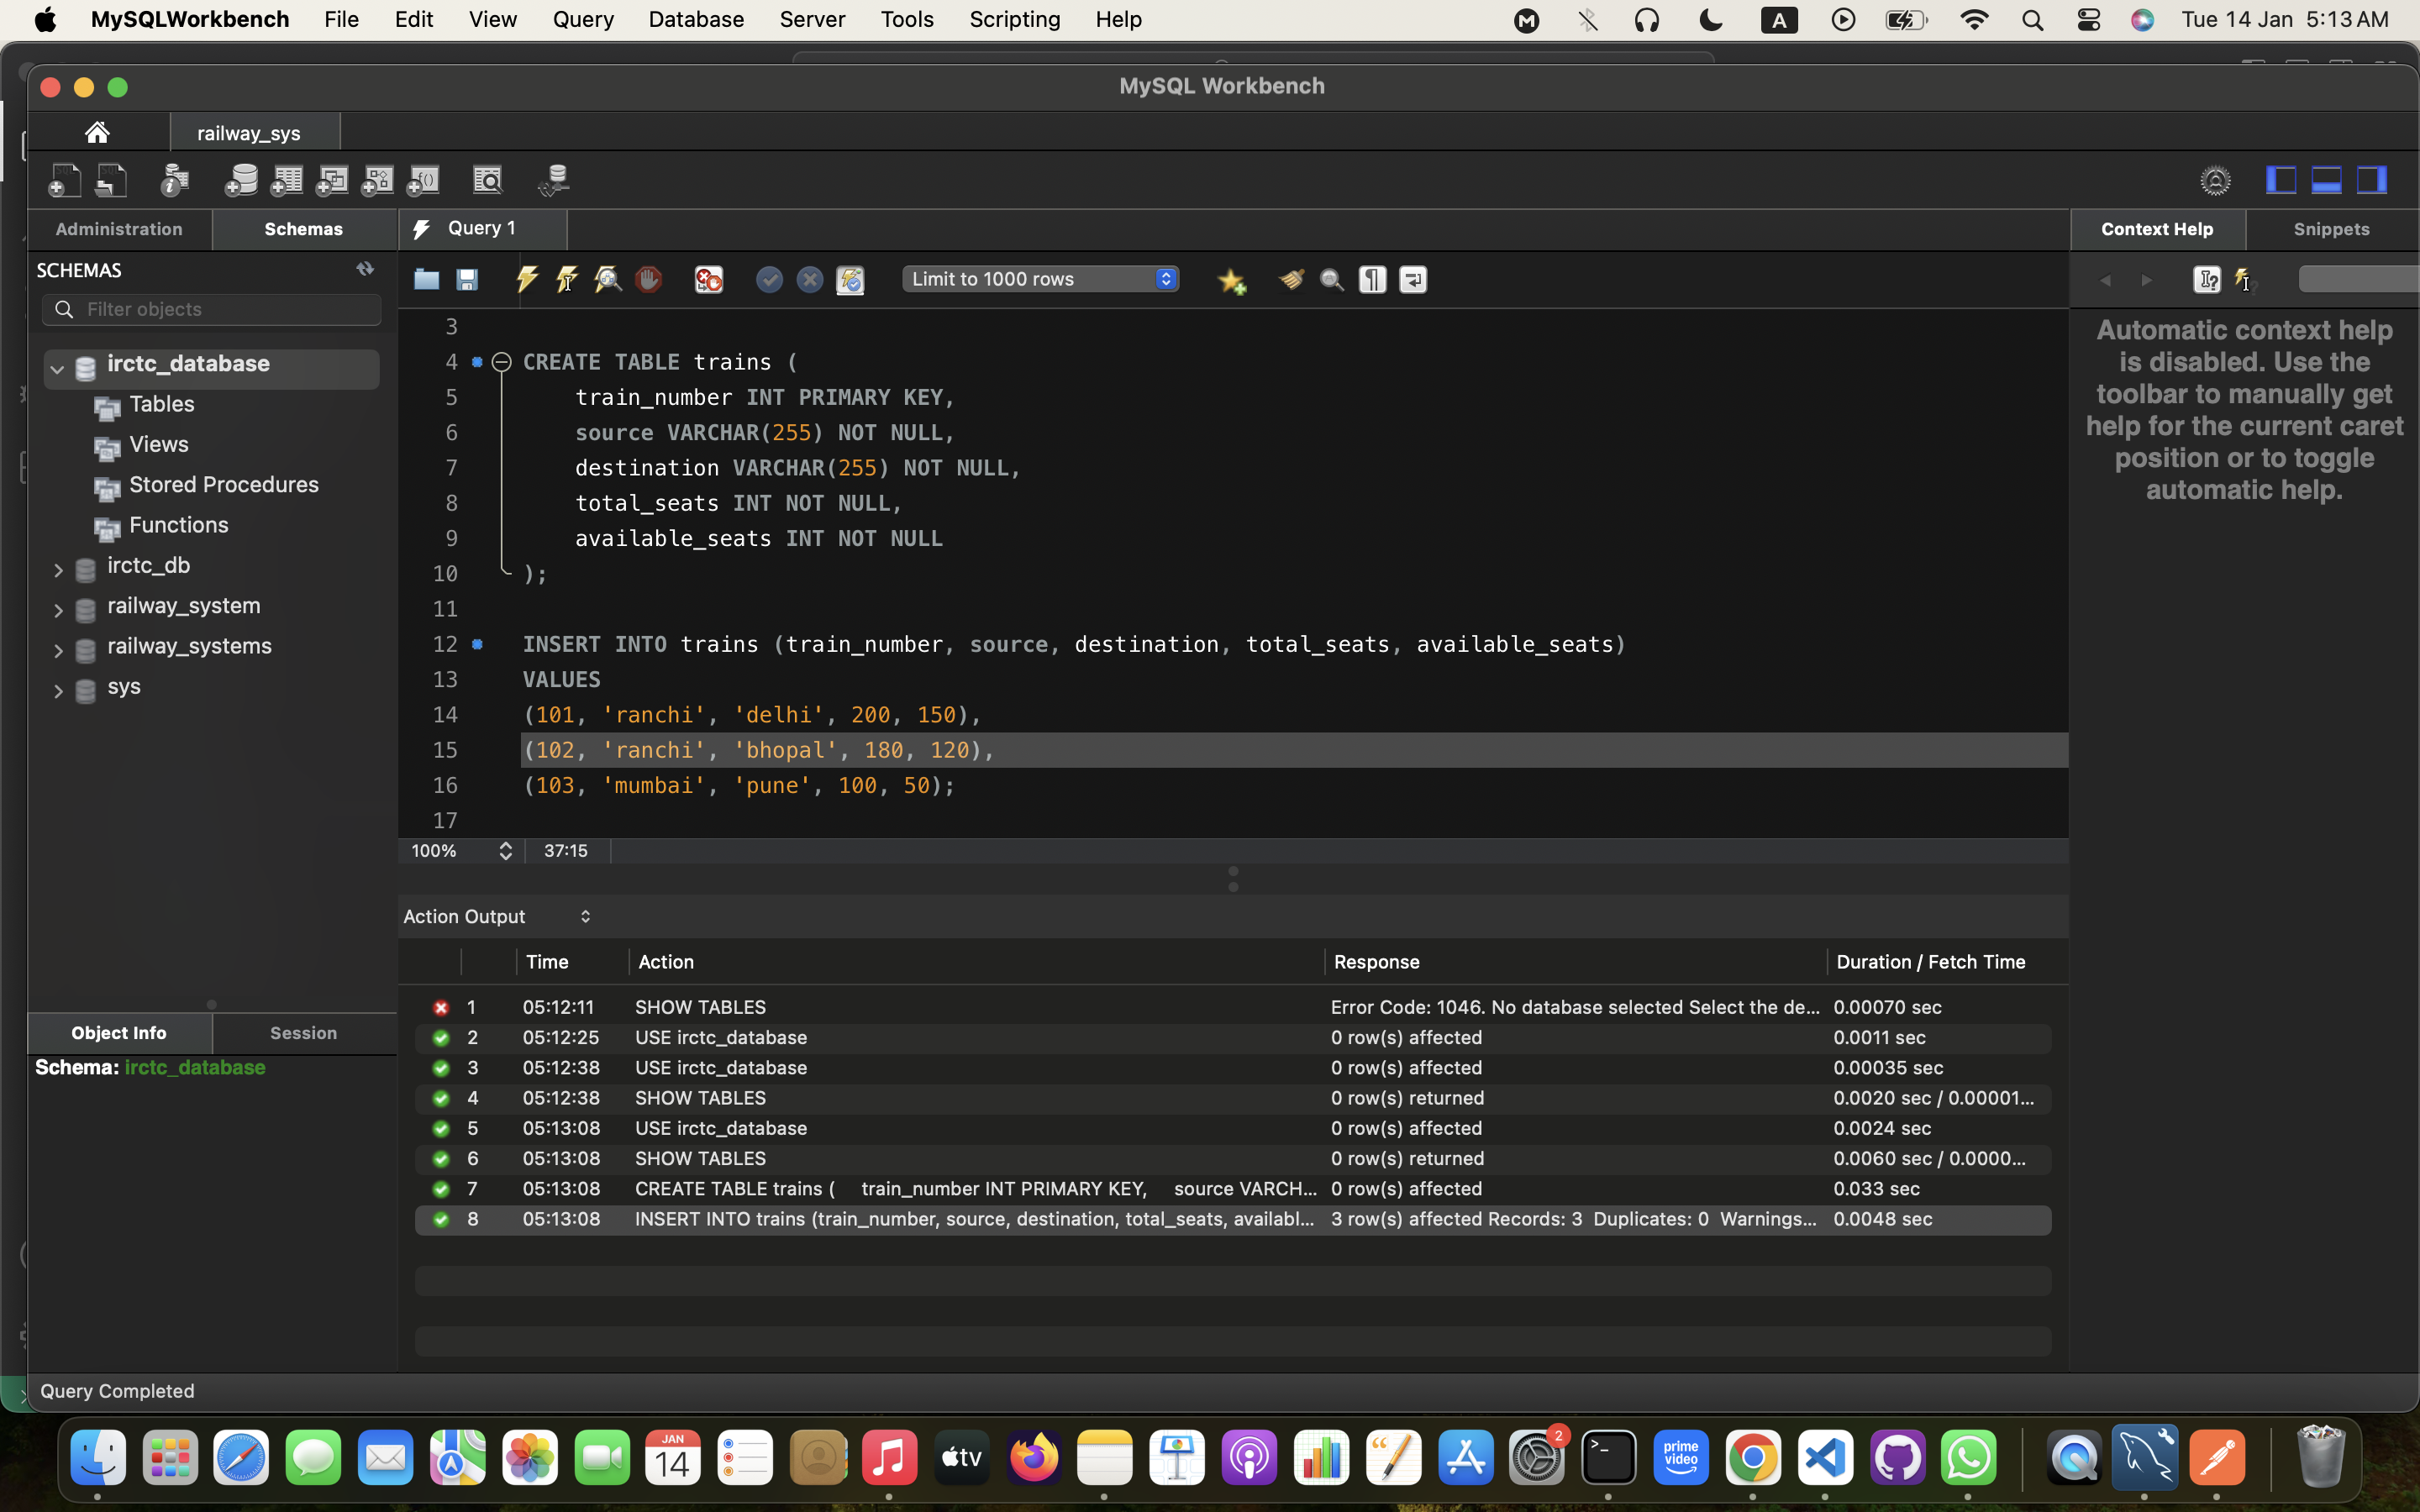 MySQLWorkbench File Edit View Query Database Server Tools Scripting Help A Tue 14 Jan 5:13 AM
MySQL Workbench
railway_sys
Administration Schemas Query 1 Context Help Snippets
SCHEMAS
Limit to 1000 rows
Filter objects
irctc_database
Tables
Views
Stored Procedures
Functions
irctc_db
railway_system
railway_systems
sys
3
4 CREATE TABLE trains (
5 train_number INT PRIMARY KEY,
6 source VARCHAR(255) NOT NULL,
7 destination VARCHAR(255) NOT NULL,
8 total_seats INT NOT NULL,
9 available_seats INT NOT NULL
10 );
11
12 INSERT INTO trains (train_number, source, destination, total_seats, available_seats)
13 VALUES
14 (101, 'ranchi', 'delhi', 200, 150),
15 (102, 'ranchi', 'bhopal', 180, 120),
16 (103, 'mumbai', 'pune', 100, 50);
17
100% 37:15
Automatic context help
is disabled. Use the
toolbar to manually get
help for the current caret
position or to toggle
automatic help.
Action Output
Time Action Response Duration / Fetch Time
1 05:12:11 SHOW TABLES Error Code: 1046. No database selected Select the de... 0.00070 sec
2 05:12:25 USE irctc_database 0 row(s) affected 0.0011 sec
3 05:12:38 USE irctc_database 0 row(s) affected 0.00035 sec
4 05:12:38 SHOW TABLES 0 row(s) returned 0.0020 sec / 0.00001...
5 05:13:08 USE irctc_database 0 row(s) affected 0.0024 sec
6 05:13:08 SHOW TABLES 0 row(s) returned 0.0060 sec / 0.0000...
7 05:13:08 CREATE TABLE trains ( train_number INT PRIMARY KEY, source VARCH... 0 row(s) affected 0.033 sec
8 05:13:08 INSERT INTO trains (train_number, source, destination, total_seats, availabl... 3 row(s) affected Records: 3 Duplicates: 0 Warnings... 0.0048 sec
Object Info Session
Schema: irctc_database
Query Completed
JAN
14
tv
2
prime
video